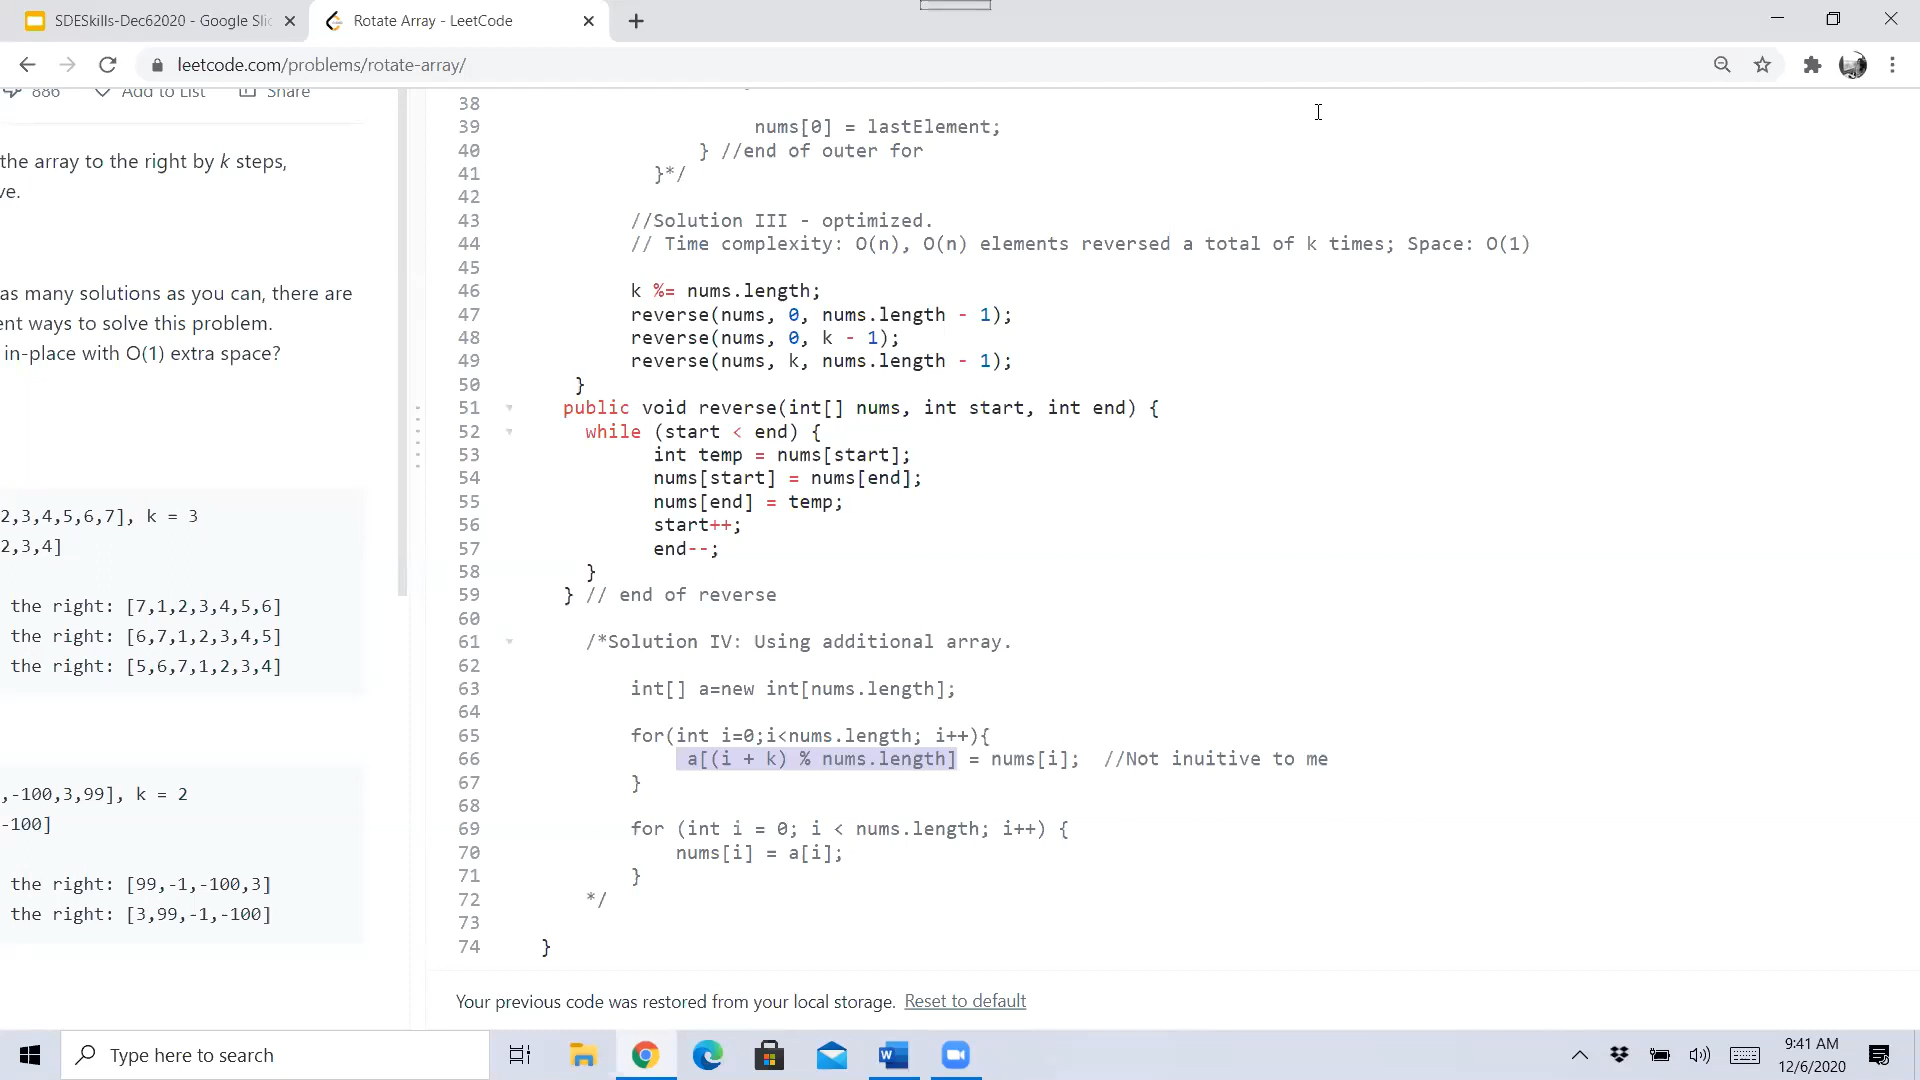 SDESkills-Dec62020 - Google Slid
Rotate Array - LeetCode
leetcode.com/problems/rotate-array/
886 Add to List Share
the array to the right by k steps,
ve.
as many solutions as you can, there are
ent ways to solve this problem.
in-place with O(1) extra space?
2,3,4,5,6,7], k = 3
2,3,4]
the right: [7,1,2,3,4,5,6]
the right: [6,7,1,2,3,4,5]
the right: [5,6,7,1,2,3,4]
,-100,3,99], k = 2
-100]
the right: [99,-1,-100,3]
the right: [3,99,-1,-100]
38
39 nums[0] = lastElement;
40 } //end of outer for
41 }*/
42
43 //Solution III - optimized.
44 // Time complexity: O(n), O(n) elements reversed a total of k times; Space: O(1)
45
46 k %= nums.length;
47 reverse(nums, 0, nums.length - 1);
48 reverse(nums, 0, k - 1);
49 reverse(nums, k, nums.length - 1);
50 }
51 public void reverse(int[] nums, int start, int end) {
52 while (start < end) {
53 int temp = nums[start];
54 nums[start] = nums[end];
55 nums[end] = temp;
56 start++;
57 end--;
58 }
59 } // end of reverse
60
61 /*Solution IV: Using additional array.
62
63 int[] a=new int[nums.length];
64
65 for(int i=0;i<nums.length; i++){
66 a[(i + k) % nums.length] = nums[i]; //Not inuitive to me
67 }
68
69 for (int i = 0; i < nums.length; i++) {
70 nums[i] = a[i];
71 }
72 */
73
74 }
Your previous code was restored from your local storage. Reset to default
Type here to search
9:41 AM
12/6/2020